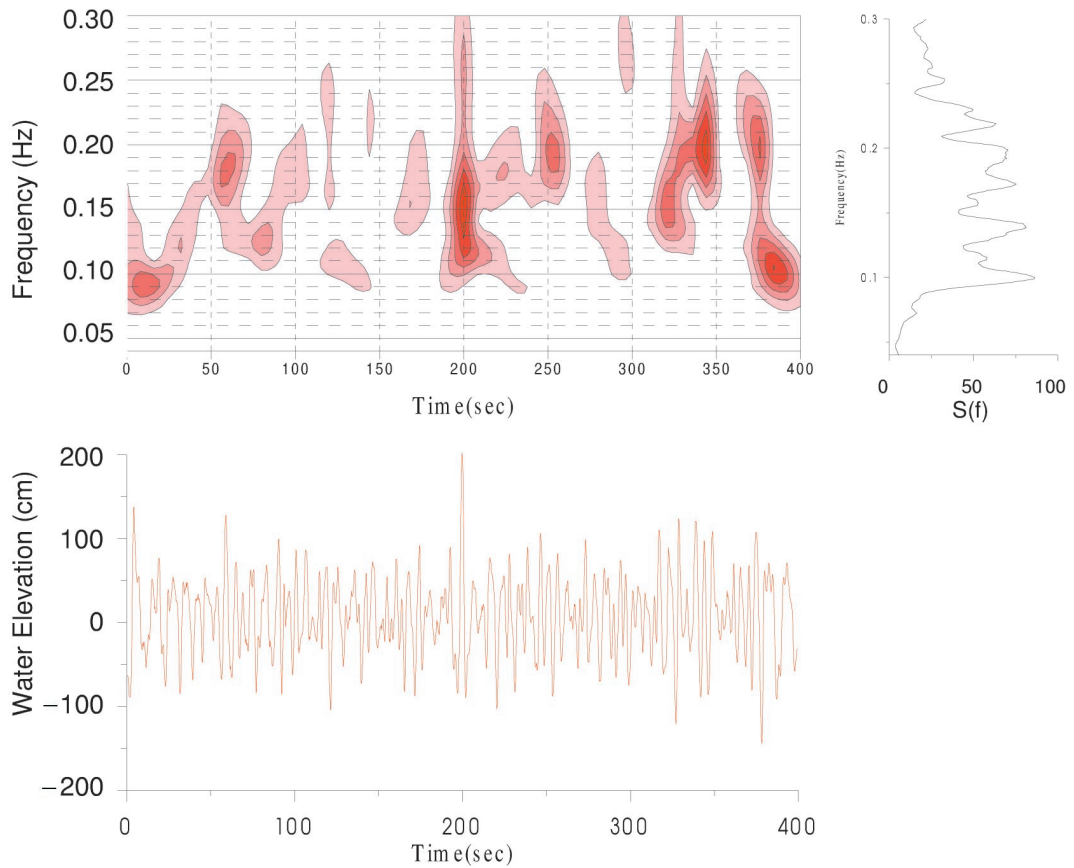 0.30
0.25
0.20
0.15
0.10
0.05
Frequency (Hz)
0 50 100 150 200 250 300 350 400
Time(sec)
0.3
0.2
0.1
Frequency(Hz)
0 50 100
S(f)
200
100
0
−100
-200
Water Elevation (cm)
0 100 200 300 400
Time(sec)